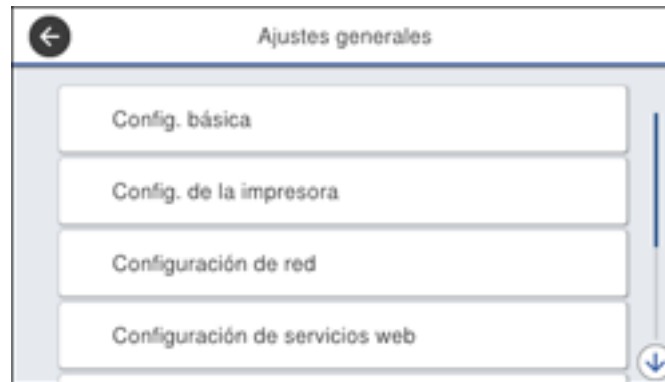 Ajustes generales
Config. básica
Config. de la impresora
Configuración de red
Configuración de servicios web